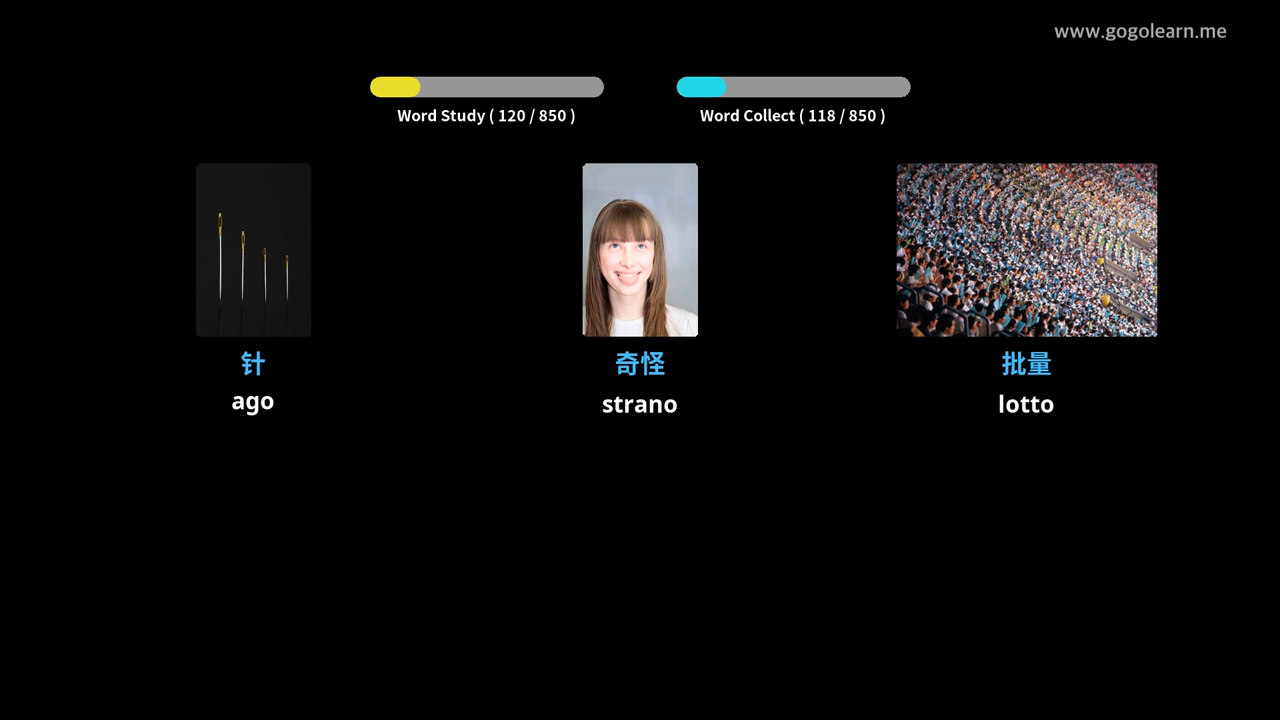 www.gogolearn.me
Word Study ( 120 / 850 )
Word Collect ( 118 / 850 )
针
奇怪
批量
ago
strano
lotto